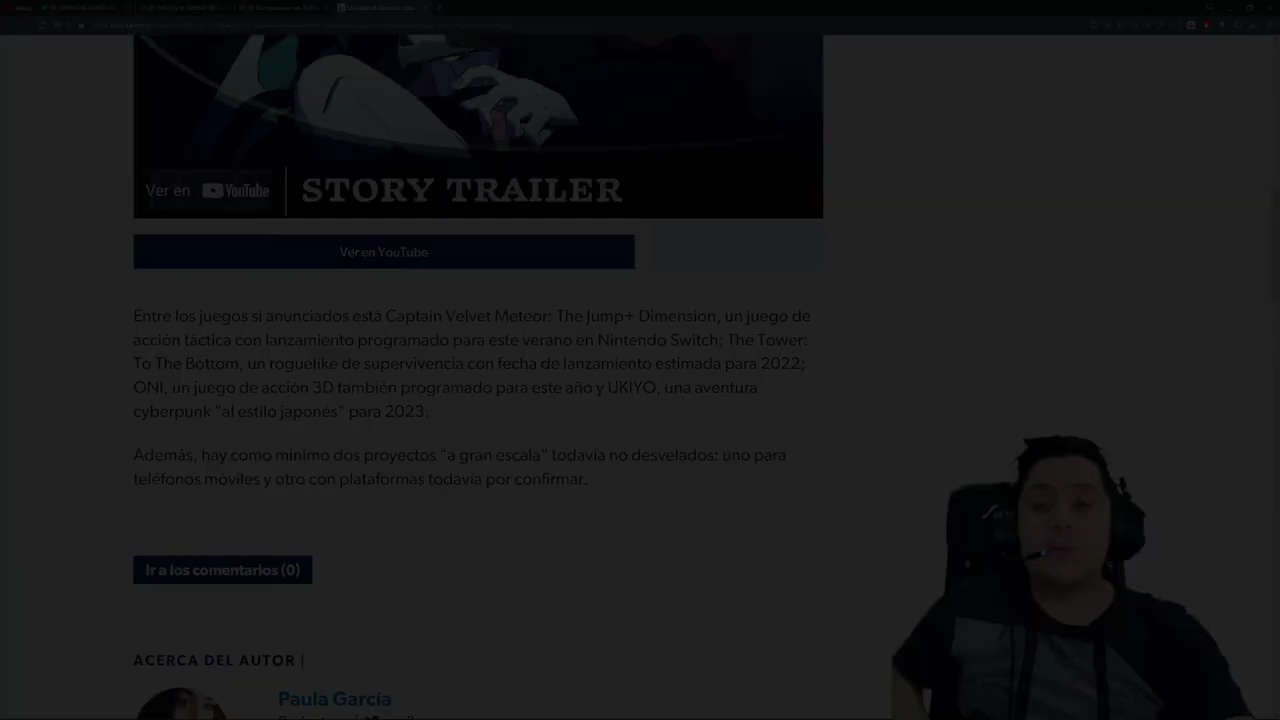 Ver en YouTube
STORY TRAILER
Ver en YouTube
Entre los juegos sí anunciados está Captain Velvet Meteor: The Jump+ Dimension, un juego de
acción táctica con lanzamiento programado para este verano en Nintendo Switch; The Tower:
To The Bottom, un roguelike de supervivencia con fecha de lanzamiento estimada para 2022;
ONI, un juego de acción 3D también programado para este año y UKIYO, una aventura
cyberpunk "al estilo japonés" para 2023.
Además, hay como mínimo dos proyectos "a gran escala" todavía no desvelados: uno para
teléfonos móviles y otro con plataformas todavía por confirmar.
Ir a los comentarios (0)
ACERCA DEL AUTOR |
Paula García